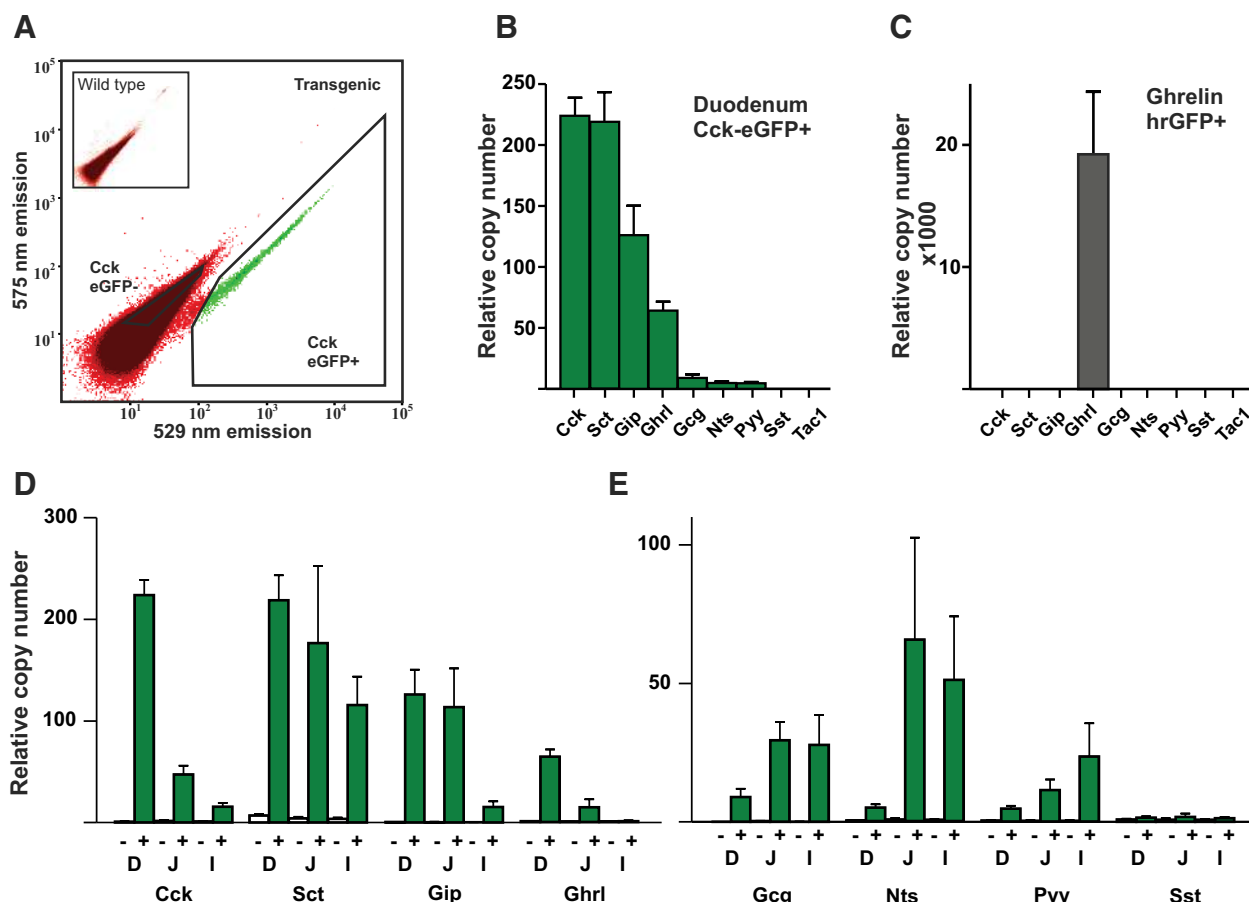 A
10^5
10^4
10^3
10^2
10^1
575 nm emission
Wild type
Transgenic
Cck
eGFP-
Cck
eGFP+
10^1 10^2 10^3 10^4 10^5
529 nm emission
B
250
200
150
100
50
Relative copy number
Duodenum
Cck-eGFP+
Cck Sct Gip Ghrl Gcg Nts Pyy Sst Tac1
C
20
10
Relative copy number
x1000
Ghrelin
hrGFP+
Cck Sct Gip Ghrl Gcg Nts Pyy Sst Tac1
D
300
200
100
Relative copy number
- + - + - + - + - + - + - + - + - + - + - + - +
D J I D J I D J I D J I
Cck Sct Gip Ghrl
E
100
50
- + - + - + - + - + - + - + - + - + - + - + - +
D J I D J I D J I D J I
Gcg Nts Pyy Sst